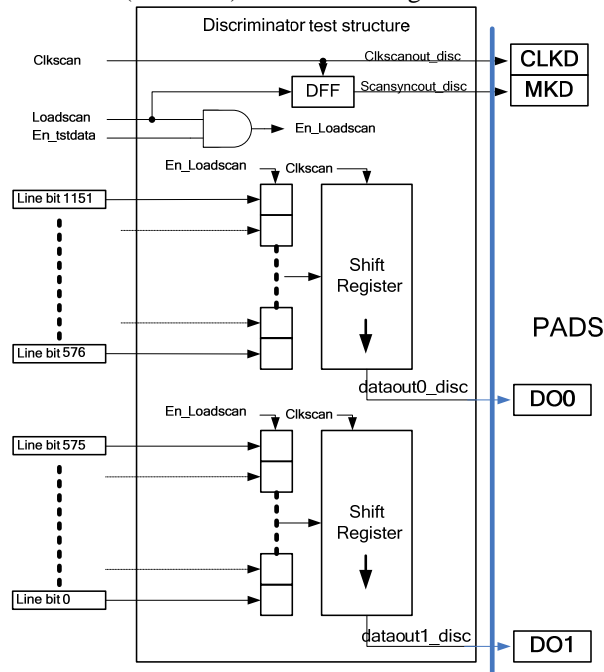 Discriminator test structure
Clkscan
Clkscanout_disc
CLKD
DFF
Scansyncout_disc
MKD
Loadscan
En_tstdata
En_Loadscan
En_Loadscan
Clkscan
Line bit 1151
Shift
Register
Line bit 576
PADS
dataout0_disc
DO0
En_Loadscan
Clkscan
Line bit 575
Shift
Register
Line bit 0
dataout1_disc
DO1